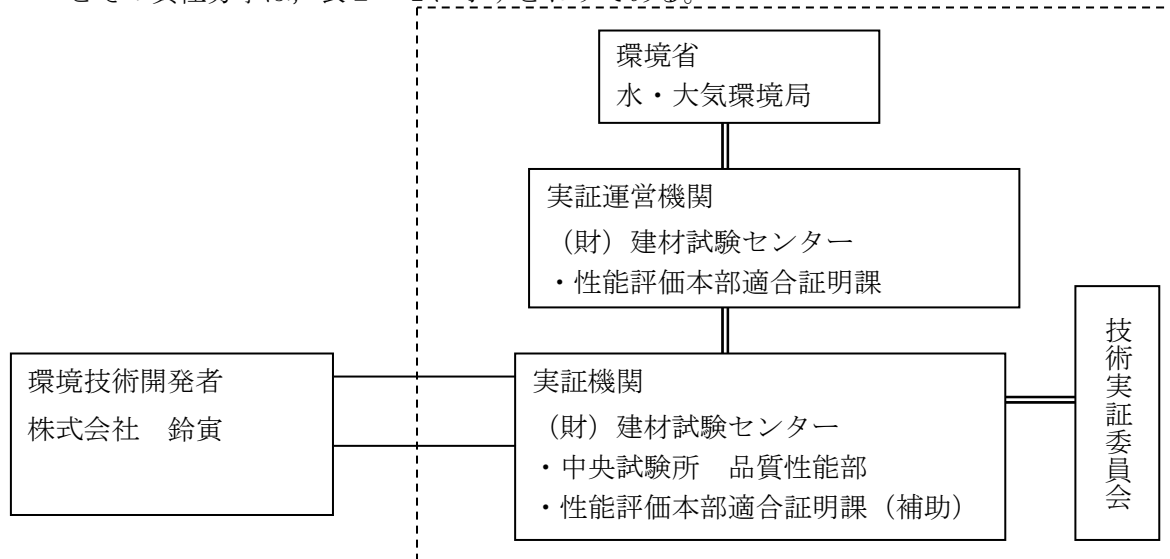 環境省
水・大気環境局
実証運営機関
（財）建材試験センター
・性能評価本部適合証明課
技術実証委員会
環境技術開発者
株式会社　鈴寅
実証機関
（財）建材試験センター
・中央試験所　品質性能部
・性能評価本部適合証明課（補助）